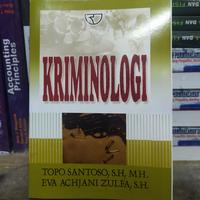 KRIMINOLOGI
TOPO SANTOSO, S.H, M.H.
EVA ACHJANI ZULFA, S.H.
Accounting
Principles